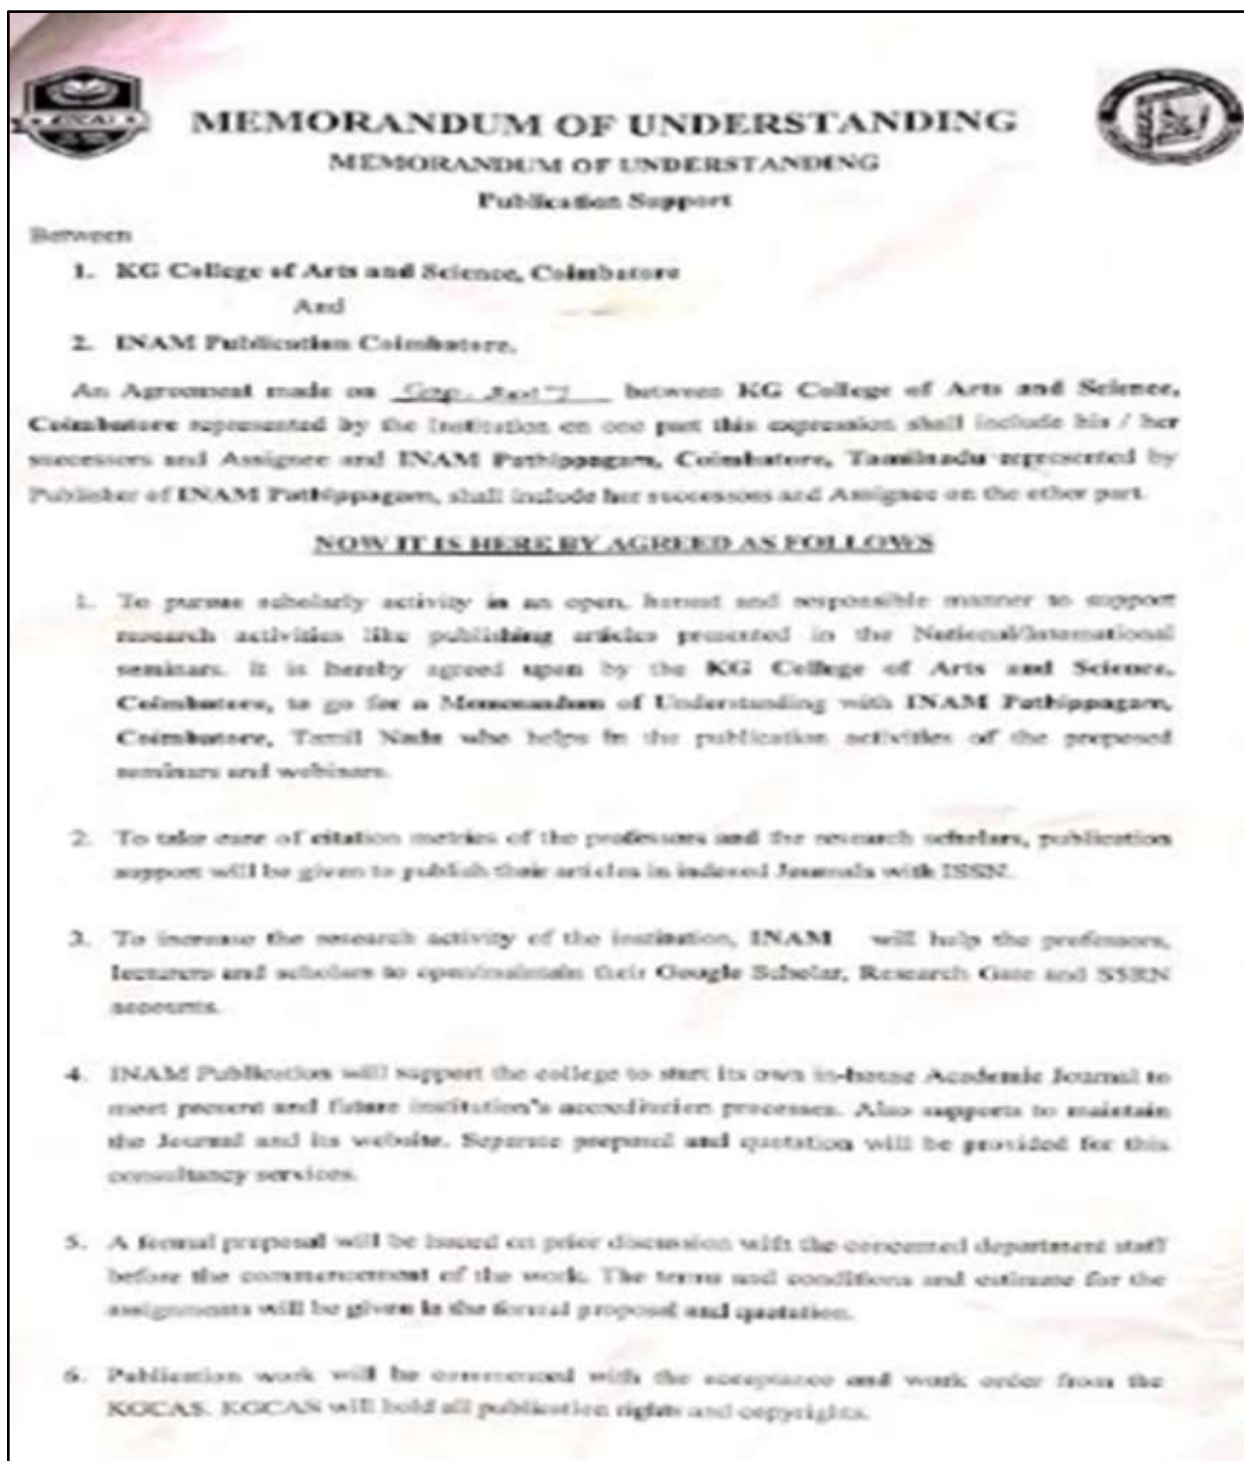 MEMORANDUM OF UNDERSTANDING
MEMORANDUM OF UNDERSTANDING
Publication Support
Between
1. KG College of Arts and Science, Coimbatore
And
2. INAM Publication Coimbatore.
An Agreement made on between KG College of Arts and Science,
Coimbatore represented by the Institution on one part this expression shall include his / her
successors and Assignee and INAM Pathippagam, Coimbatore, Tamilnadu represented by
Publisher of INAM Pathippagam, shall include her successors and Assignee on the other part.
NOW IT IS HERE BY AGREED AS FOLLOWS
1. To pursue scholarly activity in an open, honest and responsible manner to support
research activities like publishing articles presented in the National/International
seminars. It is hereby agreed upon by the KG College of Arts and Science,
Coimbatore, to go for a Memorandum of Understanding with INAM Pathippagam,
Coimbatore, Tamil Nadu who helps in the publication activities of the proposed
seminars and webinars.
2. To take care of citation metrics of the professors and the research scholars, publication
support will be given to publish their articles in indexed Journals with ISSN.
3. To increase the research activity of the institution, INAM will help the professors,
lecturers and scholars to open/maintain their Google Scholar, Research Gate and SSRN
accounts.
4. INAM Publication will support the college to start its own in-house Academic Journal to
meet present and future institution's accreditation processes. Also supports to maintain
the Journal and its website. Separate proposal and quotation will be provided for this
consultancy services.
5. A formal proposal will be issued on prior discussion with the concerned department staff
before the commencement of the work. The terms and conditions and estimate for the
assignments will be given in the formal proposal and quotation.
6. Publication work will be commenced with the acceptance and work order from the
KGCAS. KGCAS will hold all publication rights and copyrights.